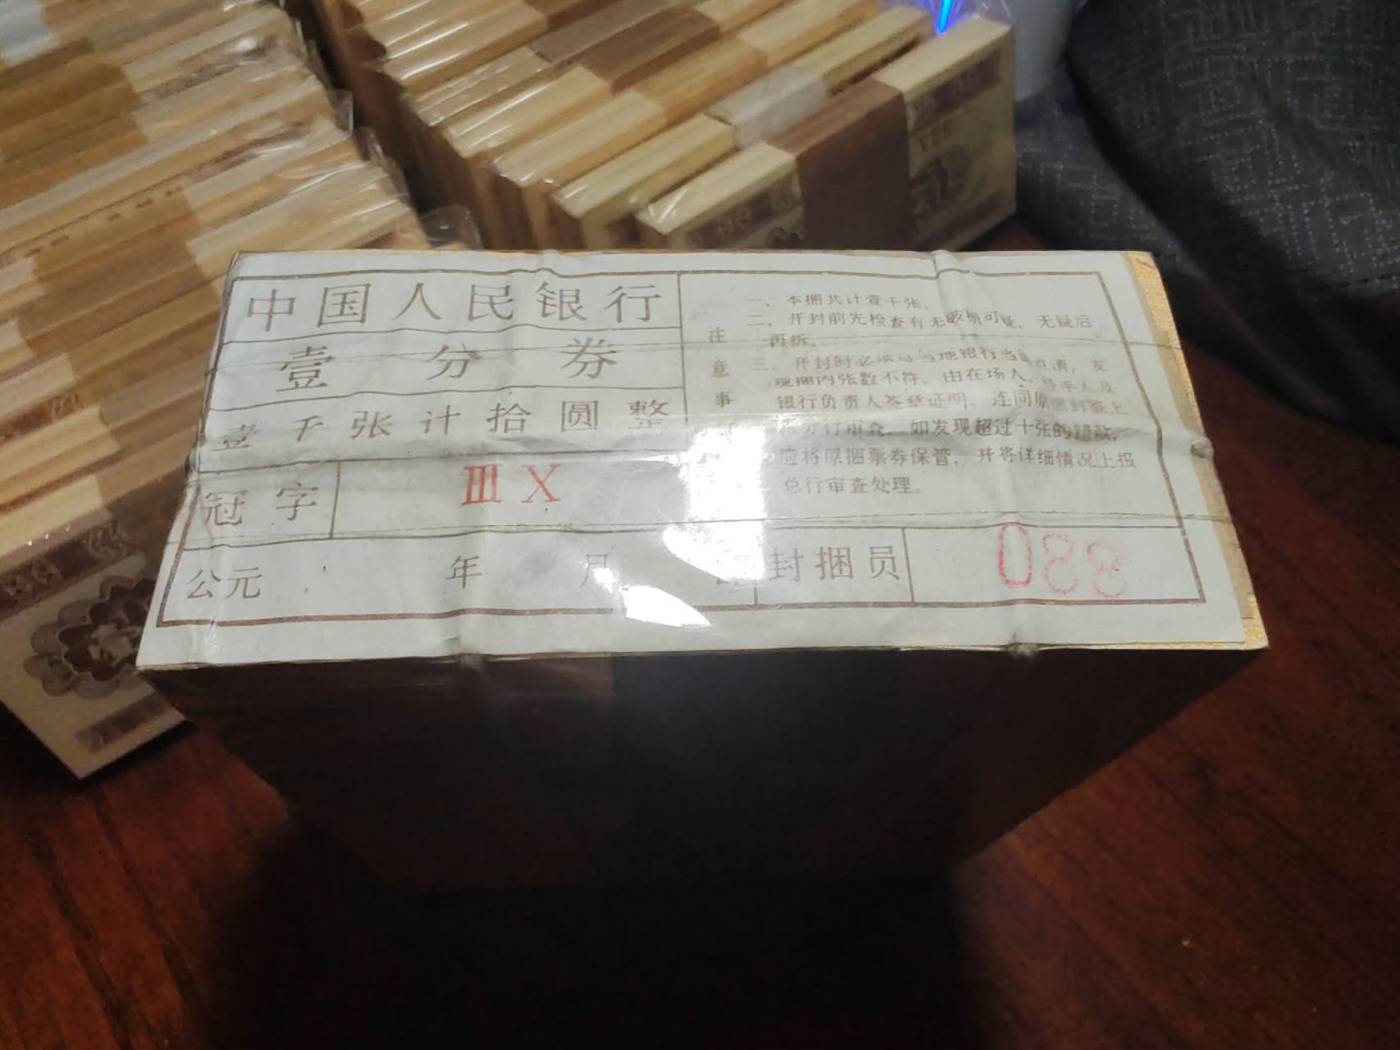 中国人民银行
壹分券
壹千张计拾圆整
冠字
ⅢⅩ
公元 年 月
封捆员
088
注意事
一、本捆共计壹千张。
二、开封前先检查有无破损可疑，无疑后
再拆。
三、开封时必须与当地银行当面点清，发
现捆内张数不符，由在场人、经手人及
银行负责人签章证明，连同原封签上
分行审查，如发现超过十张的错款，
应将原捆票券保管，并将详细情况上报
总行审查处理。